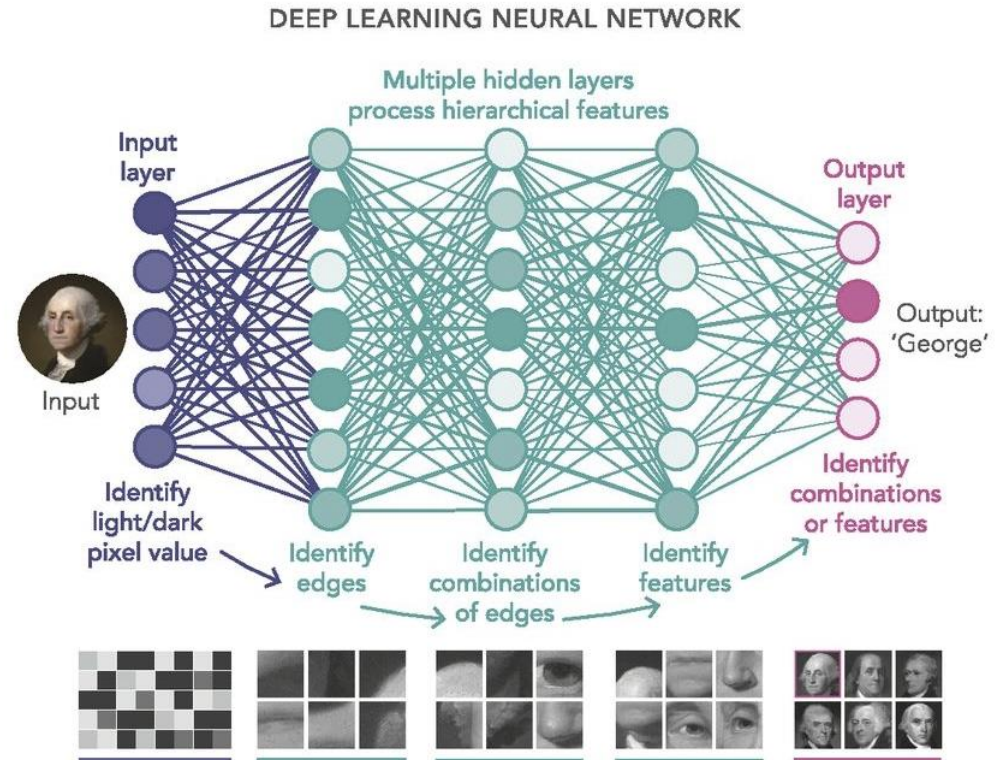 DEEP LEARNING NEURAL NETWORK
Multiple hidden layers
process hierarchical features
Input
layer
Output
layer
Input
Output:
‘George’
Identify
light/dark
pixel value
Identify
edges
Identify
combinations
of edges
Identify
features
Identify
combinations
or features